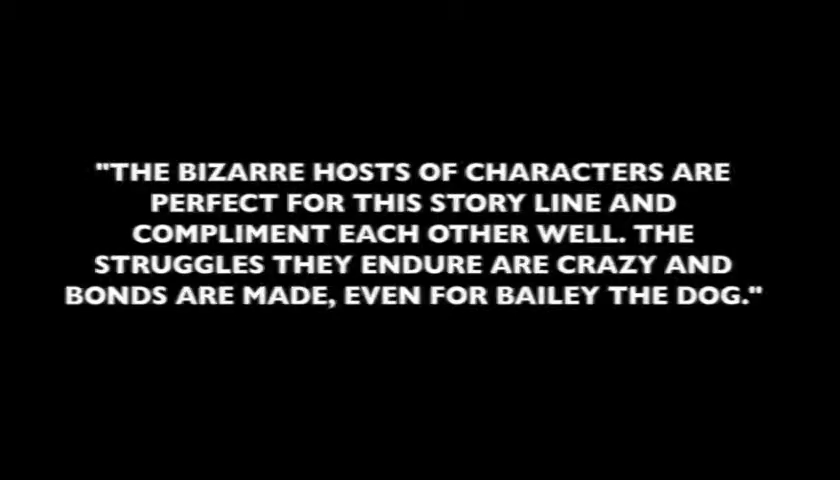 "THE BIZARRE HOSTS OF CHARACTERS ARE
PERFECT FOR THIS STORY LINE AND
COMPLIMENT EACH OTHER WELL. THE
STRUGGLES THEY ENDURE ARE CRAZY AND
BONDS ARE MADE, EVEN FOR BAILEY THE DOG."